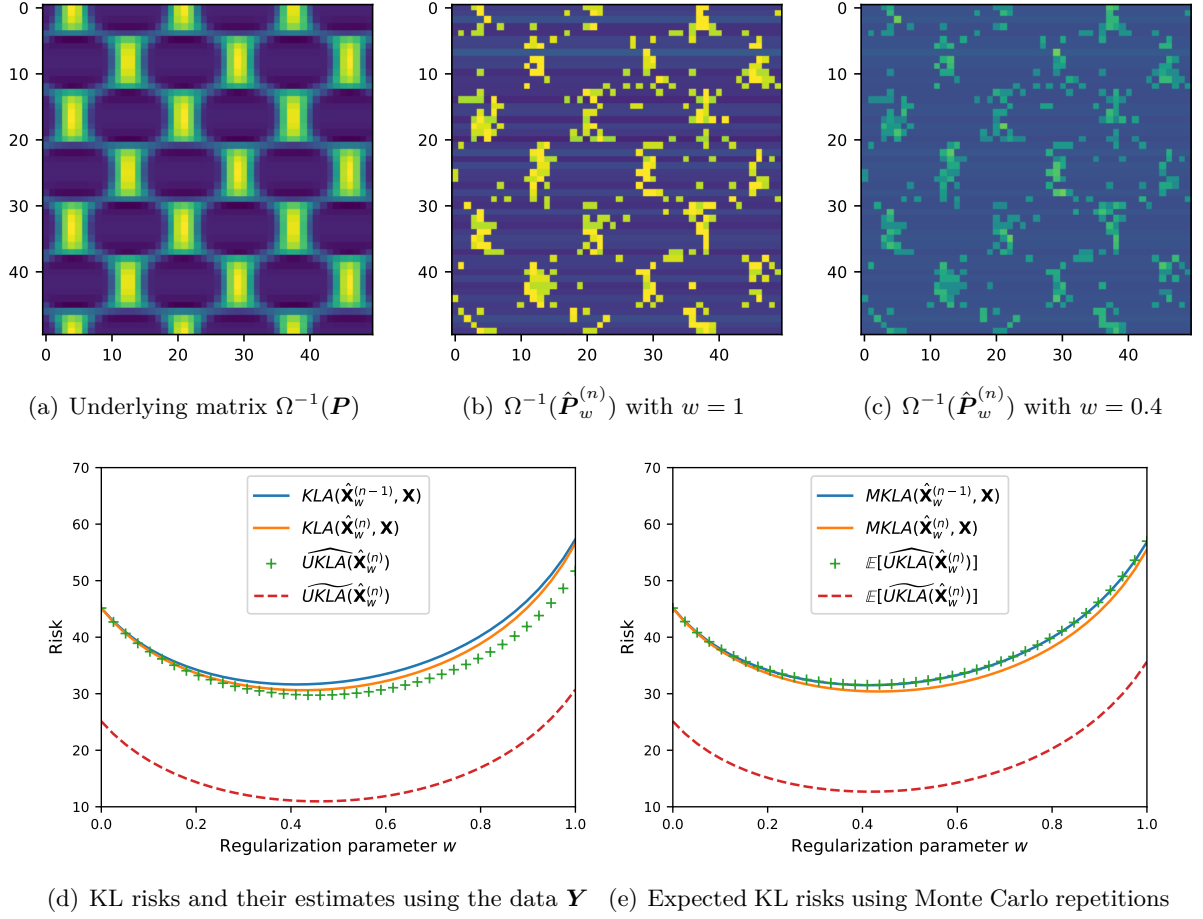 0
10
20
30
40
0 10 20 30 40
0
10
20
30
40
0 10 20 30 40
0
10
20
30
40
0 10 20 30 40
(a) Underlying matrix Ω⁻¹(𝑷)
(b) Ω⁻¹(𝑷̂_w^{(n)}) with w = 1
(c) Ω⁻¹(𝑷̂_w^{(n)}) with w = 0.4
70
60
50
40
30
20
10
Risk
KLA(X̂_w^{(n−1)}, X)
KLA(X̂_w^{(n)}, X)
\widehat{UKLA}(X̂_w^{(n)})
\widetilde{UKLA}(X̂_w^{(n)})
0.0 0.2 0.4 0.6 0.8 1.0
Regularization parameter w
70
60
50
40
30
20
10
Risk
MKLA(X̂_w^{(n−1)}, X)
MKLA(X̂_w^{(n)}, X)
𝔼[\widehat{UKLA}(X̂_w^{(n)})]
𝔼[\widetilde{UKLA}(X̂_w^{(n)})]
0.0 0.2 0.4 0.6 0.8 1.0
Regularization parameter w
(d) KL risks and their estimates using the data 𝒀
(e) Expected KL risks using Monte Carlo repetitions